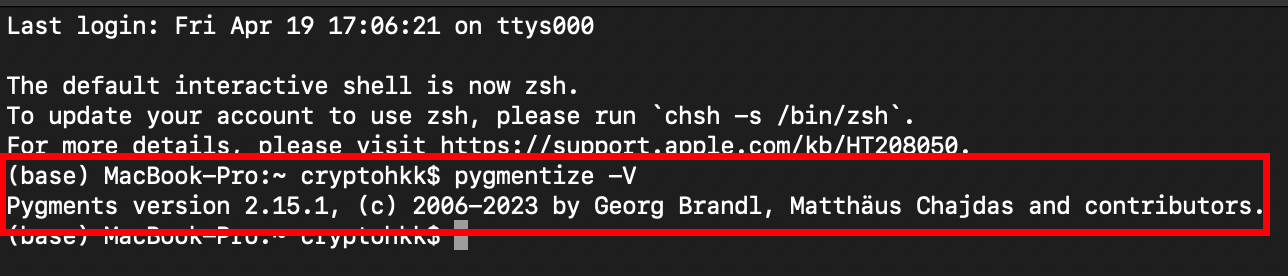 Last login: Fri Apr 19 17:06:21 on ttys000
The default interactive shell is now zsh.
To update your account to use zsh, please run `chsh -s /bin/zsh`.
For more details, please visit https://support.apple.com/kb/HT208050.
(base) MacBook-Pro:~ cryptohkk$ pygmentize -V
Pygments version 2.15.1, (c) 2006-2023 by Georg Brandl, Matthäus Chajdas and contributors.
(base) MacBook-Pro:~ cryptohkk$